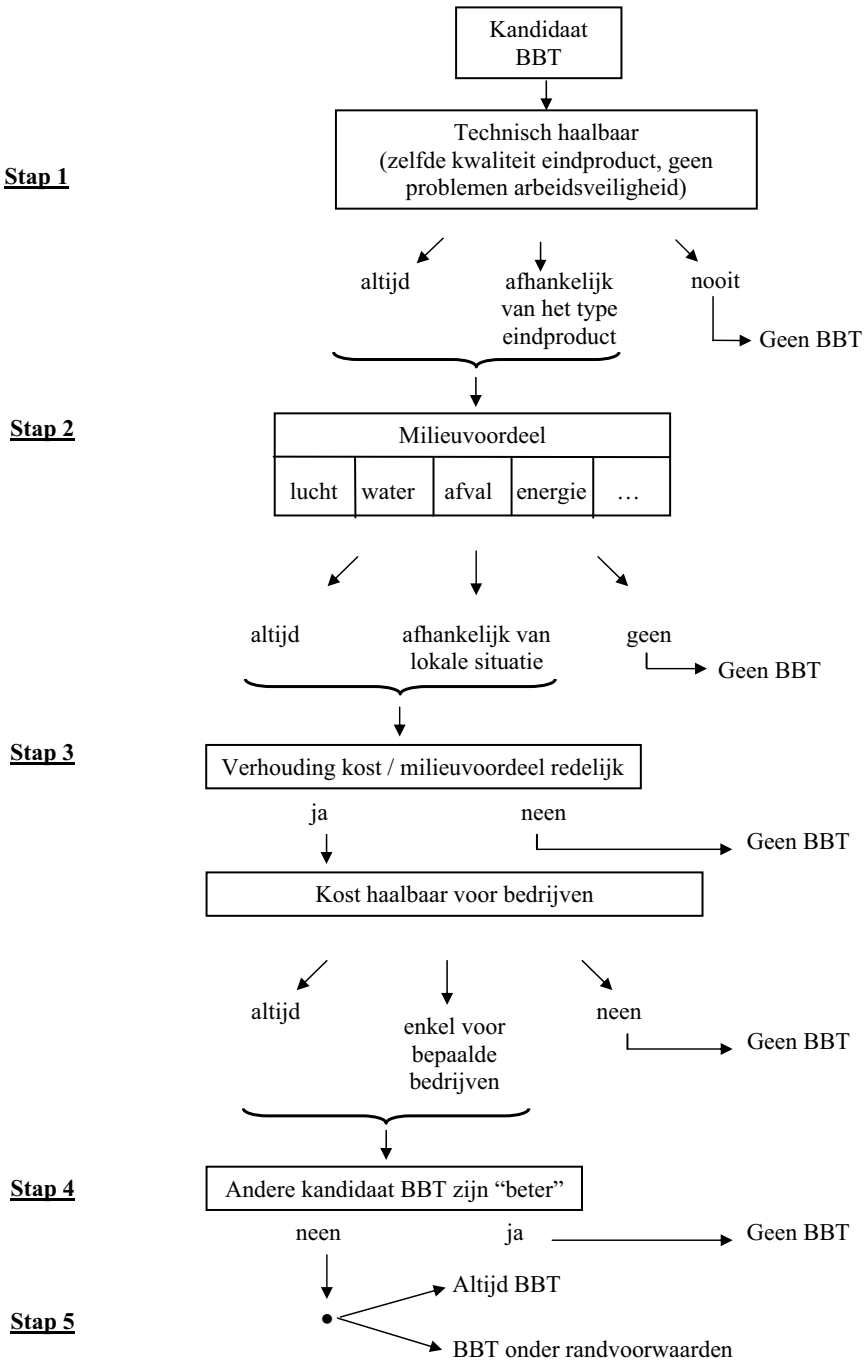 Kandidaat
BBT
Stap 1
Technisch haalbaar
(zelfde kwaliteit eindproduct, geen
problemen arbeidsveiligheid)
altijd
afhankelijk
van het type
eindproduct
nooit
Geen BBT
Stap 2
Milieuvoordeel
lucht water afval energie …
altijd
afhankelijk van
lokale situatie
geen
Geen BBT
Stap 3
Verhouding kost / milieuvoordeel redelijk
ja neen
Geen BBT
Kost haalbaar voor bedrijven
altijd
enkel voor
bepaalde
bedrijven
neen
Geen BBT
Stap 4
Andere kandidaat BBT zijn “beter”
neen ja Geen BBT
Stap 5
Altijd BBT
BBT onder randvoorwaarden